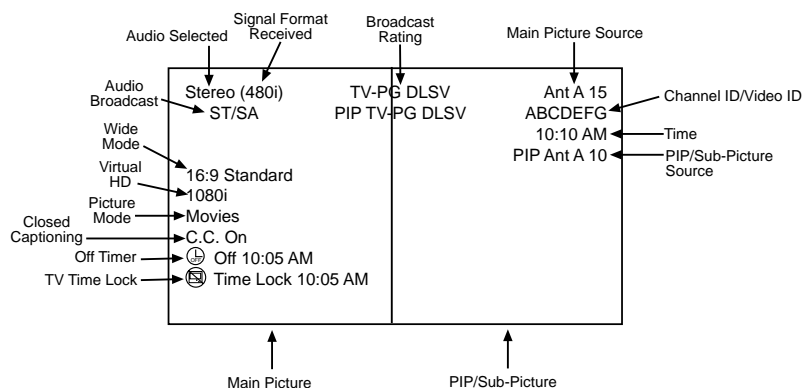 Signal Format
Received
Broadcast
Rating
Audio Selected
Main Picture Source
Audio
Broadcast
Stereo (480i)
ST/SA
TV-PG DLSV
PIP TV-PG DLSV
Ant A 15
ABCDEFG
10:10 AM
PIP Ant A 10
Channel ID/Video ID
Time
PIP/Sub-Picture
Source
Wide
Mode
16:9 Standard
Virtual
HD
1080i
Picture
Mode
Movies
Closed
Captioning
C.C. On
Off Timer
OFF
Off 10:05 AM
TV Time Lock
Time Lock 10:05 AM
Main Picture
PIP/Sub-Picture